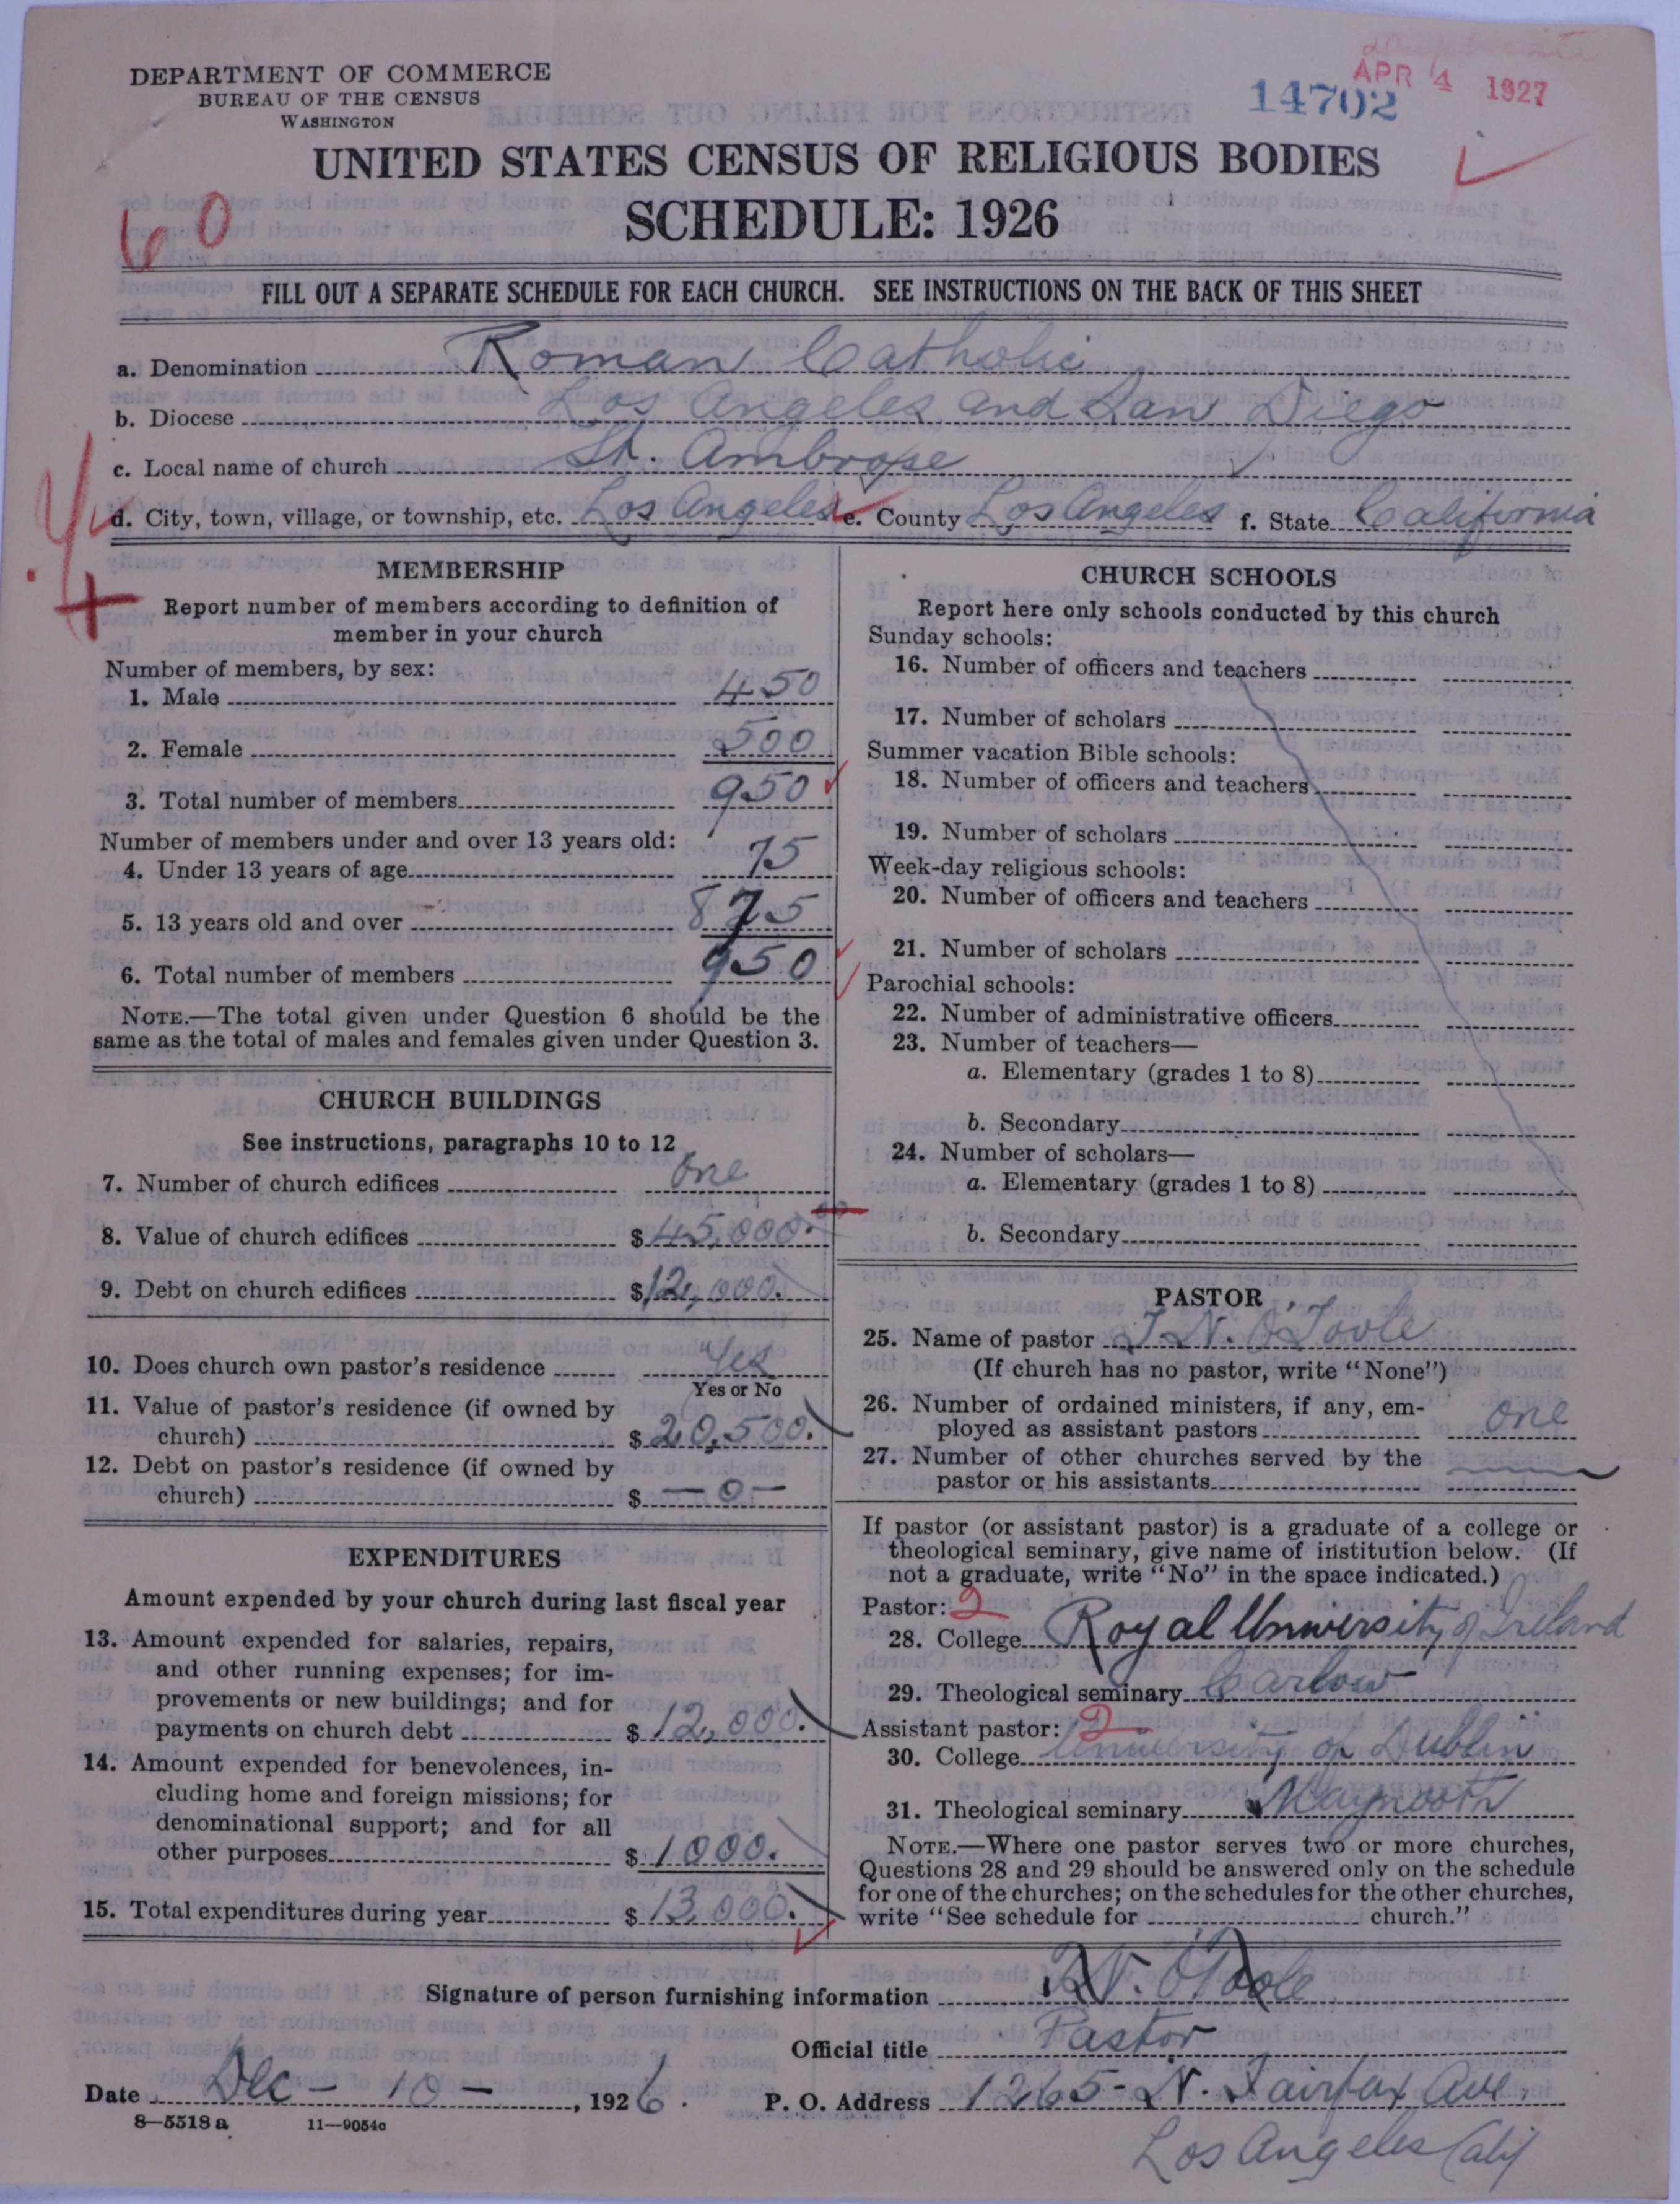 DEPARTMENT OF COMMERCE
BUREAU OF THE CENSUS
WASHINGTON
14702
APR 4 1927
UNITED STATES CENSUS OF RELIGIOUS BODIES
SCHEDULE: 1926
60
FILL OUT A SEPARATE SCHEDULE FOR EACH CHURCH. SEE INSTRUCTIONS ON THE BACK OF THIS SHEET
a. Denomination Roman Catholic
b. Diocese Los Angeles and San Diego
c. Local name of church St. Ambrose
d. City, town, village, or township, etc. Los Angeles e. County Los Angeles f. State California
MEMBERSHIP
Report number of members according to definition of
member in your church
Number of members, by sex:
1. Male 450
2. Female 500
3. Total number of members 950
Number of members under and over 13 years old:
4. Under 13 years of age 75
5. 13 years old and over 875
6. Total number of members 950
NOTE.—The total given under Question 6 should be the
same as the total of males and females given under Question 3.
CHURCH BUILDINGS
See instructions, paragraphs 10 to 12
7. Number of church edifices One
8. Value of church edifices $45,000.
9. Debt on church edifices $12,000.
10. Does church own pastor's residence Yes
Yes or No
11. Value of pastor's residence (if owned by
church) $20,500.
12. Debt on pastor's residence (if owned by
church) $ —0—
EXPENDITURES
Amount expended by your church during last fiscal year
13. Amount expended for salaries, repairs,
and other running expenses; for im-
provements or new buildings; and for
payments on church debt $12,000.
14. Amount expended for benevolences, in-
cluding home and foreign missions; for
denominational support; and for all
other purposes $1000.
15. Total expenditures during year $13,000.
CHURCH SCHOOLS
Report here only schools conducted by this church
Sunday schools:
16. Number of officers and teachers
17. Number of scholars
Summer vacation Bible schools:
18. Number of officers and teachers
19. Number of scholars
Week-day religious schools:
20. Number of officers and teachers
21. Number of scholars
Parochial schools:
22. Number of administrative officers
23. Number of teachers—
a. Elementary (grades 1 to 8)
b. Secondary
24. Number of scholars—
a. Elementary (grades 1 to 8)
b. Secondary
PASTOR
25. Name of pastor T. N. O'Toole
(If church has no pastor, write "None")
26. Number of ordained ministers, if any, em-
ployed as assistant pastors One
27. Number of other churches served by the
pastor or his assistants
If pastor (or assistant pastor) is a graduate of a college or
theological seminary, give name of institution below. (If
not a graduate, write "No" in the space indicated.)
Pastor: 2
28. College Royal University of Ireland
29. Theological seminary Carlow
Assistant pastor: 2
30. College University of Dublin
31. Theological seminary Maynooth
NOTE.—Where one pastor serves two or more churches,
Questions 28 and 29 should be answered only on the schedule
for one of the churches; on the schedules for the other churches,
write "See schedule for church."
Signature of person furnishing information T.N. O'Toole
Official title Pastor
Date Dec - 10 -, 1926. P. O. Address 1265- N. Fairfax Ave.
8—5518 a 11—9054c
Los Angeles Calif